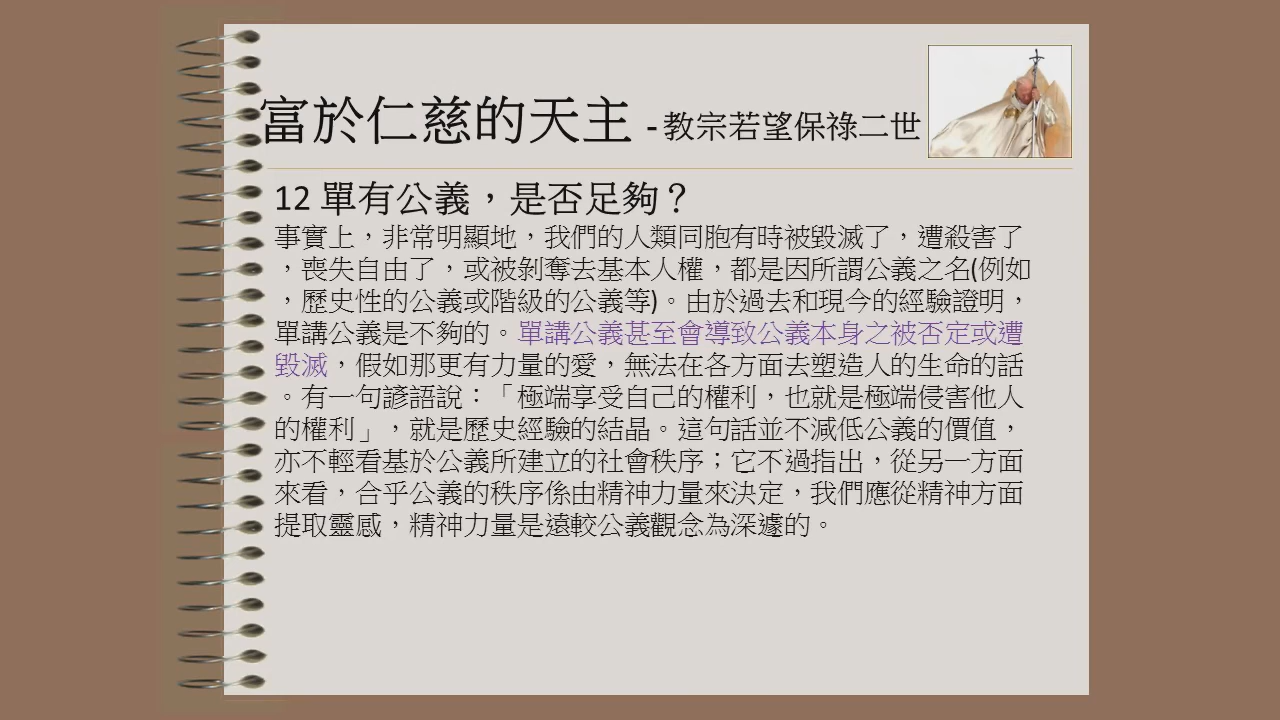 富於仁慈的天主 - 教宗若望保祿二世
12 單有公義，是否足夠？
事實上，非常明顯地，我們的人類同胞有時被毀滅了，遭殺害了
，喪失自由了，或被剝奪去基本人權，都是因所謂公義之名(例如
，歷史性的公義或階級的公義等)。由於過去和現今的經驗證明，
單講公義是不夠的。單講公義甚至會導致公義本身之被否定或遭
毀滅，假如那更有力量的愛，無法在各方面去塑造人的生命的話
。有一句諺語說：「極端享受自己的權利，也就是極端侵害他人
的權利」，就是歷史經驗的結晶。這句話並不減低公義的價值，
亦不輕看基於公義所建立的社會秩序；它不過指出，從另一方面
來看，合乎公義的秩序係由精神力量來決定，我們應從精神方面
提取靈感，精神力量是遠較公義觀念為深遽的。